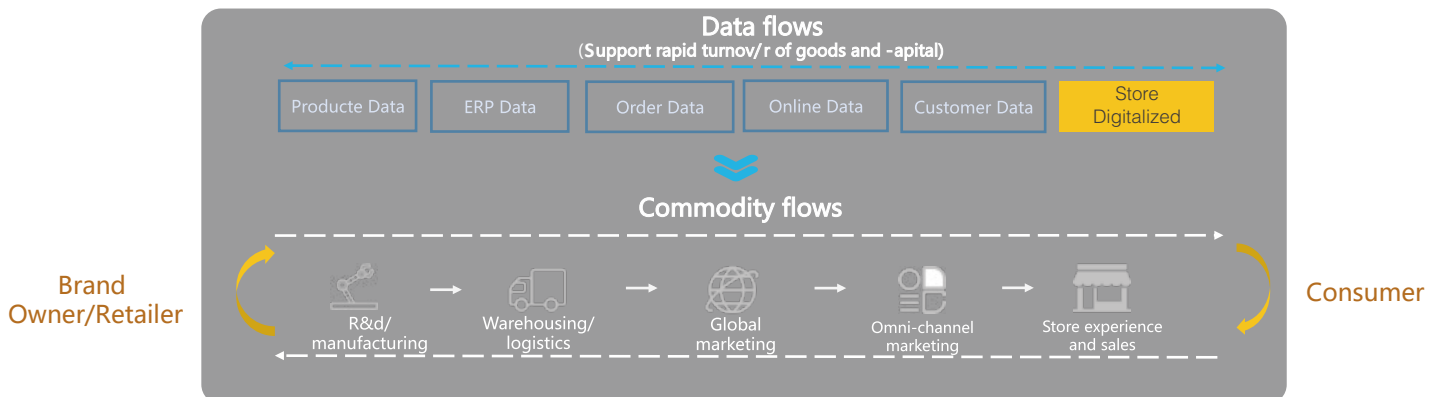 Data flows
(Support rapid turnov/r of goods and -apital)
Producte Data
ERP Data
Order Data
Online Data
Customer Data
Store
Digitalized
Commodity flows
Brand
Owner/Retailer
R&d/
manufacturing
Warehousing/
logistics
Global
marketing
Omni-channel
marketing
Store experience
and sales
Consumer